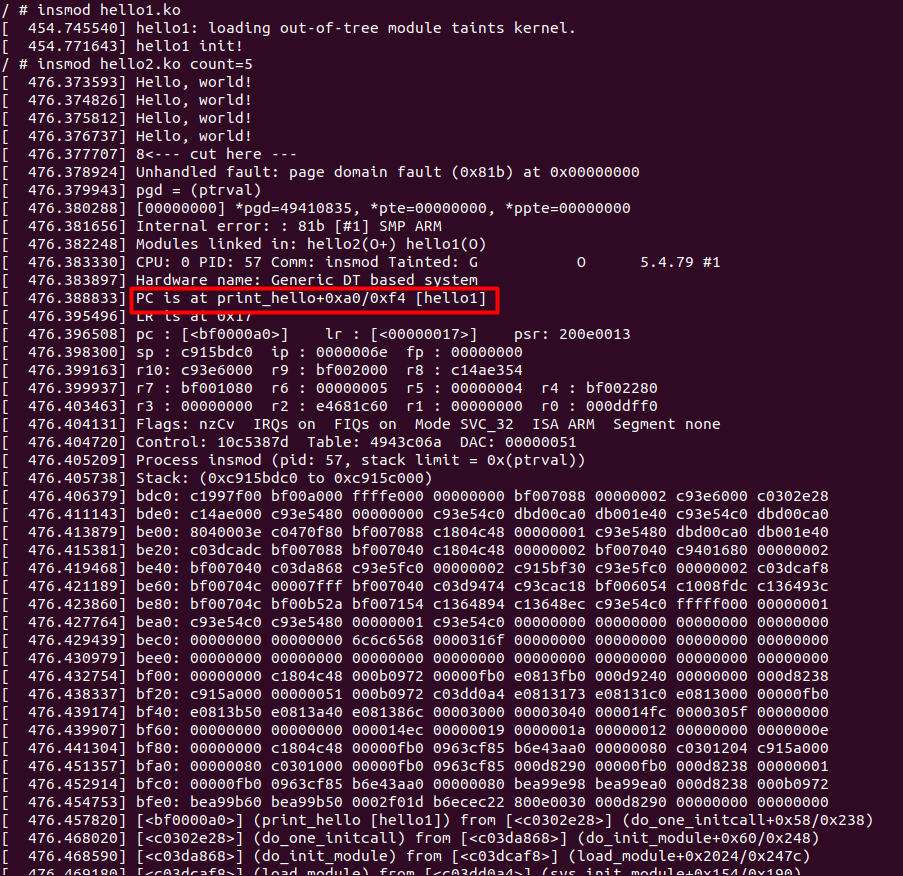 / # insmod hello1.ko
[  454.745540] hello1: loading out-of-tree module taints kernel.
[  454.771643] hello1 init!
/ # insmod hello2.ko count=5
[  476.373593] Hello, world!
[  476.374826] Hello, world!
[  476.375812] Hello, world!
[  476.376737] Hello, world!
[  476.377707] 8<--- cut here ---
[  476.378924] Unhandled fault: page domain fault (0x81b) at 0x00000000
[  476.379943] pgd = (ptrval)
[  476.380288] [00000000] *pgd=49410835, *pte=00000000, *ppte=00000000
[  476.381656] Internal error: : 81b [#1] SMP ARM
[  476.382248] Modules linked in: hello2(O+) hello1(O)
[  476.383330] CPU: 0 PID: 57 Comm: insmod Tainted: G           O      5.4.79 #1
[  476.383897] Hardware name: Generic DT based system
[  476.388833] PC is at print_hello+0xa0/0xf4 [hello1]
[  476.395496] LR is at 0x17
[  476.396508] pc : [<bf0000a0>]    lr : [<00000017>]    psr: 200e0013
[  476.398300] sp : c915bdc0  ip : 0000006e  fp : 00000000
[  476.399163] r10: c93e6000  r9 : bf002000  r8 : c14ae354
[  476.399937] r7 : bf001080  r6 : 00000005  r5 : 00000004  r4 : bf002280
[  476.403463] r3 : 00000000  r2 : e4681c60  r1 : 00000000  r0 : 000ddff0
[  476.404131] Flags: nzCv  IRQs on  FIQs on  Mode SVC_32  ISA ARM  Segment none
[  476.404720] Control: 10c5387d  Table: 4943c06a  DAC: 00000051
[  476.405209] Process insmod (pid: 57, stack limit = 0x(ptrval))
[  476.405738] Stack: (0xc915bdc0 to 0xc915c000)
[  476.406379] bdc0: c1997f00 bf00a000 ffffe000 00000000 bf007088 00000002 c93e6000 c0302e28
[  476.411143] bde0: c14ae000 c93e5480 00000000 c93e54c0 dbd00ca0 db001e40 c93e54c0 dbd00ca0
[  476.413879] be00: 8040003e c0470f80 bf007088 c1804c48 00000001 c93e5480 dbd00ca0 db001e40
[  476.415381] be20: c03dcadc bf007088 bf007040 c1804c48 00000002 bf007040 c9401680 00000002
[  476.419468] be40: bf007040 c03da868 c93e5fc0 00000002 c915bf30 c93e5fc0 00000002 c03dcaf8
[  476.421189] be60: bf00704c 00007fff bf007040 c03d9474 c93cac18 bf006054 c1008fdc c136493c
[  476.423860] be80: bf00704c bf00b52a bf007154 c1364894 c13648ec c93e54c0 fffff000 00000001
[  476.427764] bea0: c93e54c0 c93e5480 00000001 c93e54c0 00000000 00000000 00000000 00000000
[  476.429439] bec0: 00000000 00000000 6c6c6568 0000316f 00000000 00000000 00000000 00000000
[  476.430979] bee0: 00000000 00000000 00000000 00000000 00000000 00000000 00000000 00000000
[  476.432754] bf00: 00000000 c1804c48 000b0972 00000fb0 e0813fb0 000d9240 00000000 000d8238
[  476.438337] bf20: c915a000 00000051 000b0972 c03dd0a4 e0813173 e08131c0 e0813000 00000fb0
[  476.439174] bf40: e0813b50 e0813a40 e081386c 00003000 00003040 000014fc 0000305f 00000000
[  476.439907] bf60: 00000000 00000000 000014ec 00000019 0000001a 00000012 00000000 0000000e
[  476.441304] bf80: 00000000 c1804c48 00000fb0 0963cf85 b6e43aa0 00000080 c0301204 c915a000
[  476.451357] bfa0: 00000080 c0301000 00000fb0 0963cf85 000d8290 00000fb0 000d8238 00000001
[  476.452914] bfc0: 00000fb0 0963cf85 b6e43aa0 00000080 bea99e98 bea99ea0 000d8238 000b0972
[  476.454753] bfe0: bea99b60 bea99b50 0002f01d b6ecec22 800e0030 000d8290 00000000 00000000
[  476.457820] [<bf0000a0>] (print_hello [hello1]) from [<c0302e28>] (do_one_initcall+0x58/0x238)
[  476.468020] [<c0302e28>] (do_one_initcall) from [<c03da868>] (do_init_module+0x60/0x248)
[  476.468590] [<c03da868>] (do_init_module) from [<c03dcaf8>] (load_module+0x2024/0x247c)
[  476.469180] [<c03dcaf8>] (load_module) from [<c03dd0a4>] (sys_init_module+0x154/0x190)